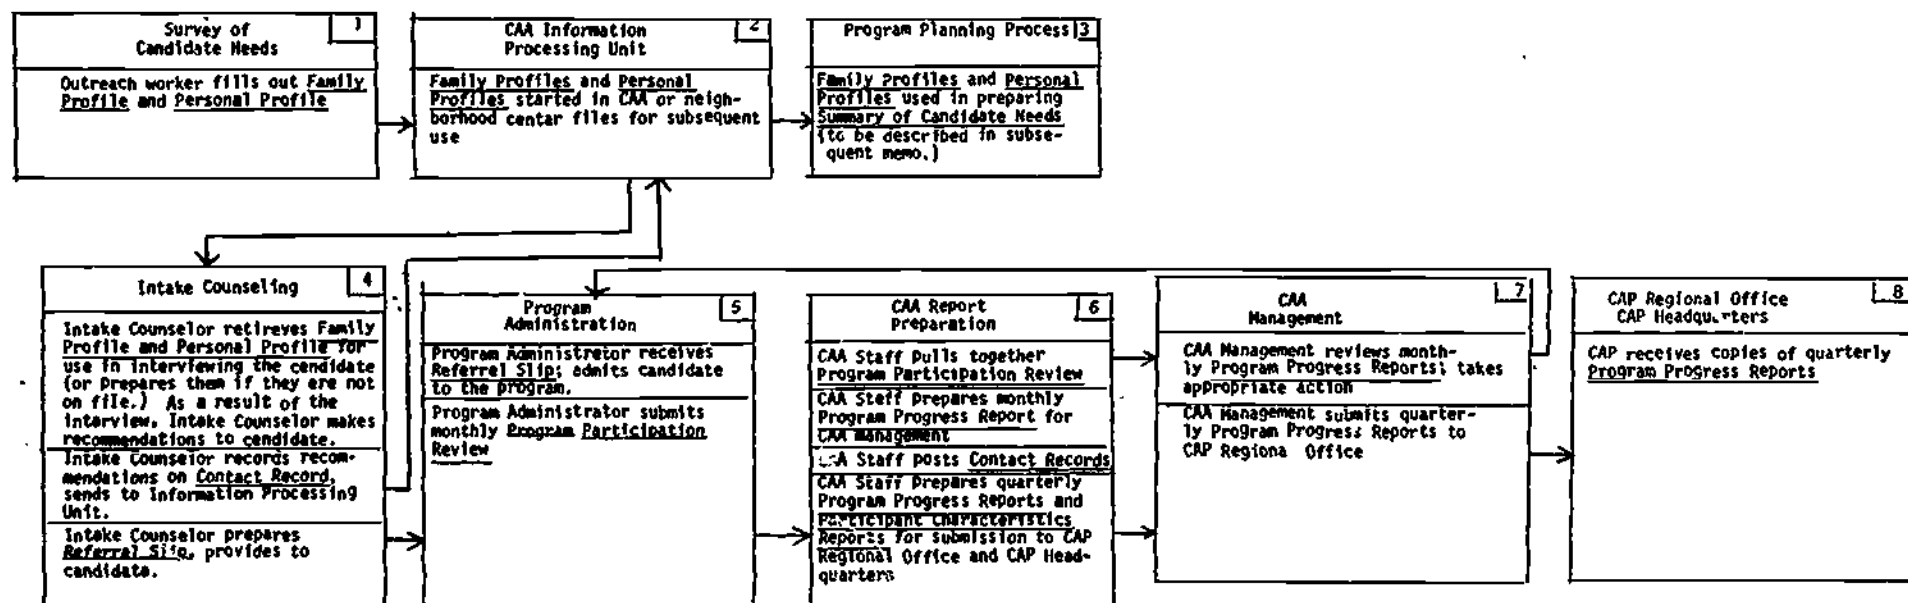 Survey of
Candidate Needs
1
Outreach worker fills out Family
Profile and Personal Profile
CAA Information
Processing Unit
2
Family Profiles and Personal
Profiles started in CAA or neigh-
borhood center files for subsequent
use
Program Planning Process
3
Family Profiles and Personal
Profiles used in preparing
Summary of Candidate Needs
(to be described in subse-
quent memo.)
Intake Counseling
4
Intake Counselor retireves Family
Profile and Personal Profile for
use in interviewing the candidate
(or prepares them if they are not
on file.) As a result of the
interview, Intake Counselor makes
recommendations to candidate.
Intake Counselor records recom-
mendations on Contact Record,
sends to Information Processing
Unit.
Intake Counselor prepares
Referral Slip, provides to
candidate.
Program
Administration
5
Program Administrator receives
Referral Slip; admits candidate
to the program.
Program Administrator submits
monthly Program Participation
Review
CAA Report
Preparation
6
CAA Staff pulls together
Program Participation Review
CAA Staff prepares monthly
Program Progress Report for
CAA management
CAA Staff posts Contact Records
CAA Staff prepares quarterly
Program Progress Reports and
Participant Characteristics
Reports for submission to CAP
Regional Office and CAP Head-
quarters
CAA
Management
7
CAA Management reviews month-
ly Program Progress Reports; takes
appropriate action
CAA Management submits quarter-
ly Program Progress Reports to
CAP Regiona Office
CAP Regional Office
CAP Headquarters
8
CAP receives copies of quarterly
Program Progress Reports